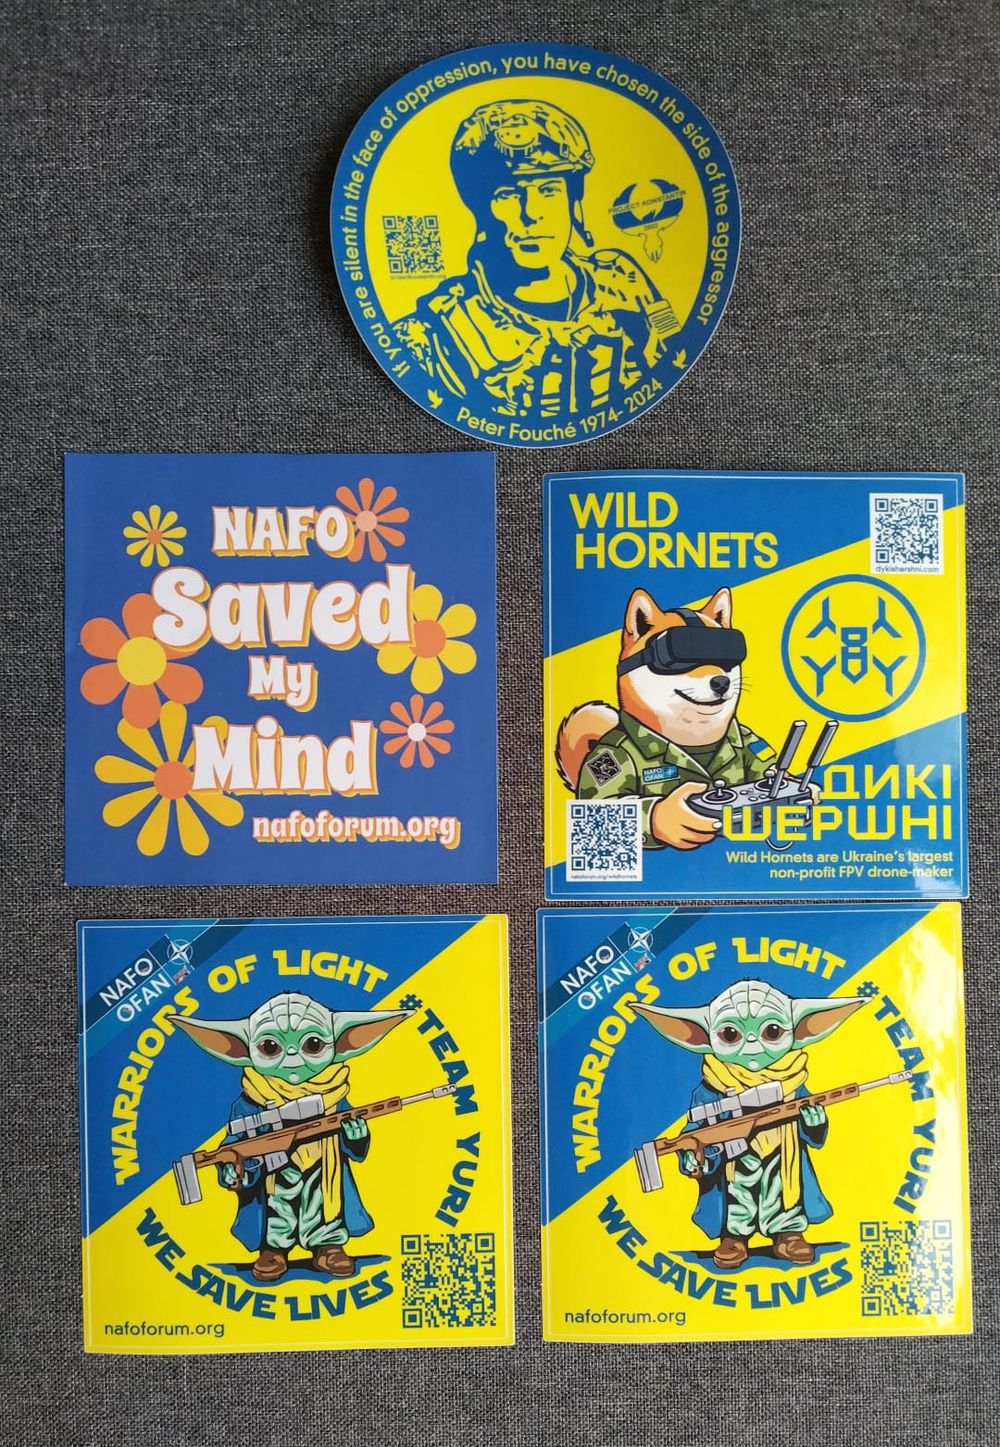 If you are silent in the face of oppression, you have chosen the side of the aggressor
PROJECT KONSTANTIN
2022
projectkonstantin.org
Peter Fouché 1974-2024
NAFO
Saved
My
Mind
nafoforum.org
WILD
HORNETS
dykishershni.com
NAFO
OFAN
ДИКІ
ШЕРШНІ
nafoforum.org/wildhornets
Wild Hornets are Ukraine's largest
non-profit FPV drone-maker
NAFO
OFAN
WARRIORS OF LIGHT
#TEAM YURI
WE SAVE LIVES
nafoforum.org
NAFO
OFAN
WARRIORS OF LIGHT
#TEAM YURI
WE SAVE LIVES
nafoforum.org